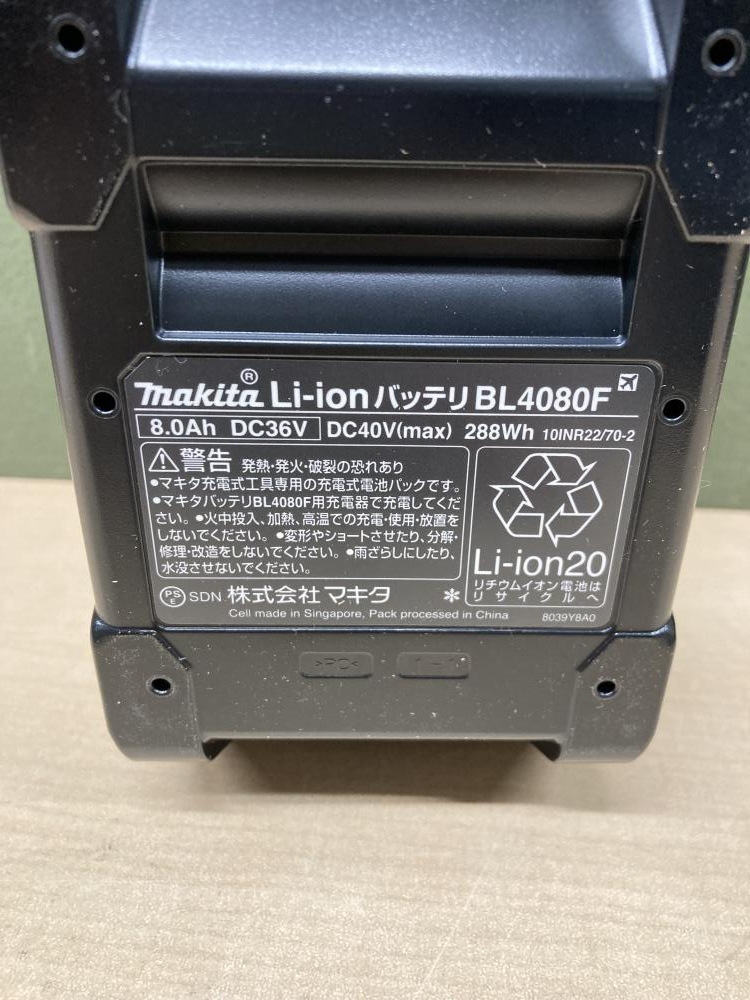 makita® Li-ion バッテリ BL4080F
8.0Ah DC36V DC40V(max) 288Wh 10INR22/70-2
警告 発熱・発火・破裂の恐れあり
●マキタ充電式工具専用の充電式電池パックです。
●マキタバッテリBL4080F用充電器で充電してくだ
さい。●火中投入、加熱、高温での充電・使用・放置を
しないでください。●変形やショートさせたり、分解・
修理・改造をしないでください。●雨ざらしにしたり、
水没させないでください。
Li-ion20
リチウムイオン電池は
リサイクルへ
PSE SDN 株式会社 マキタ *
Cell made in Singapore, Pack processed in China 8039Y8A0
>PC<